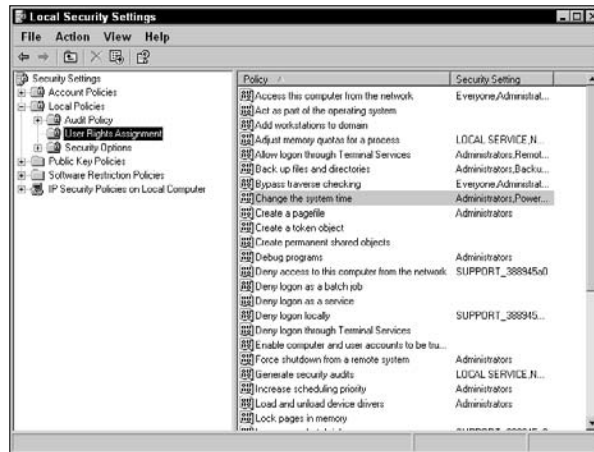 Local Security Settings
File Action View Help
Security Settings
Account Policies
Local Policies
Audit Policy
User Rights Assignment
Security Options
Public Key Policies
Software Restriction Policies
IP Security Policies on Local Computer
Policy Security Setting
Access this computer from the network Everyone,Administrat...
Act as part of the operating system
Add workstations to domain
Adjust memory quotas for a process LOCAL SERVICE,N...
Allow logon through Terminal Services Administrators,Remot...
Back up files and directories Administrators,Backu...
Bypass traverse checking Everyone,Administrat...
Change the system time Administrators,Power...
Create a pagefile Administrators
Create a token object
Create permanent shared objects
Debug programs Administrators
Deny access to this computer from the network SUPPORT_388945a0
Deny logon as a batch job
Deny logon as a service
Deny logon locally SUPPORT_388945...
Deny logon through Terminal Services
Enable computer and user accounts to be tru...
Force shutdown from a remote system Administrators
Generate security audits LOCAL SERVICE,N...
Increase scheduling priority Administrators
Load and unload device drivers Administrators
Lock pages in memory